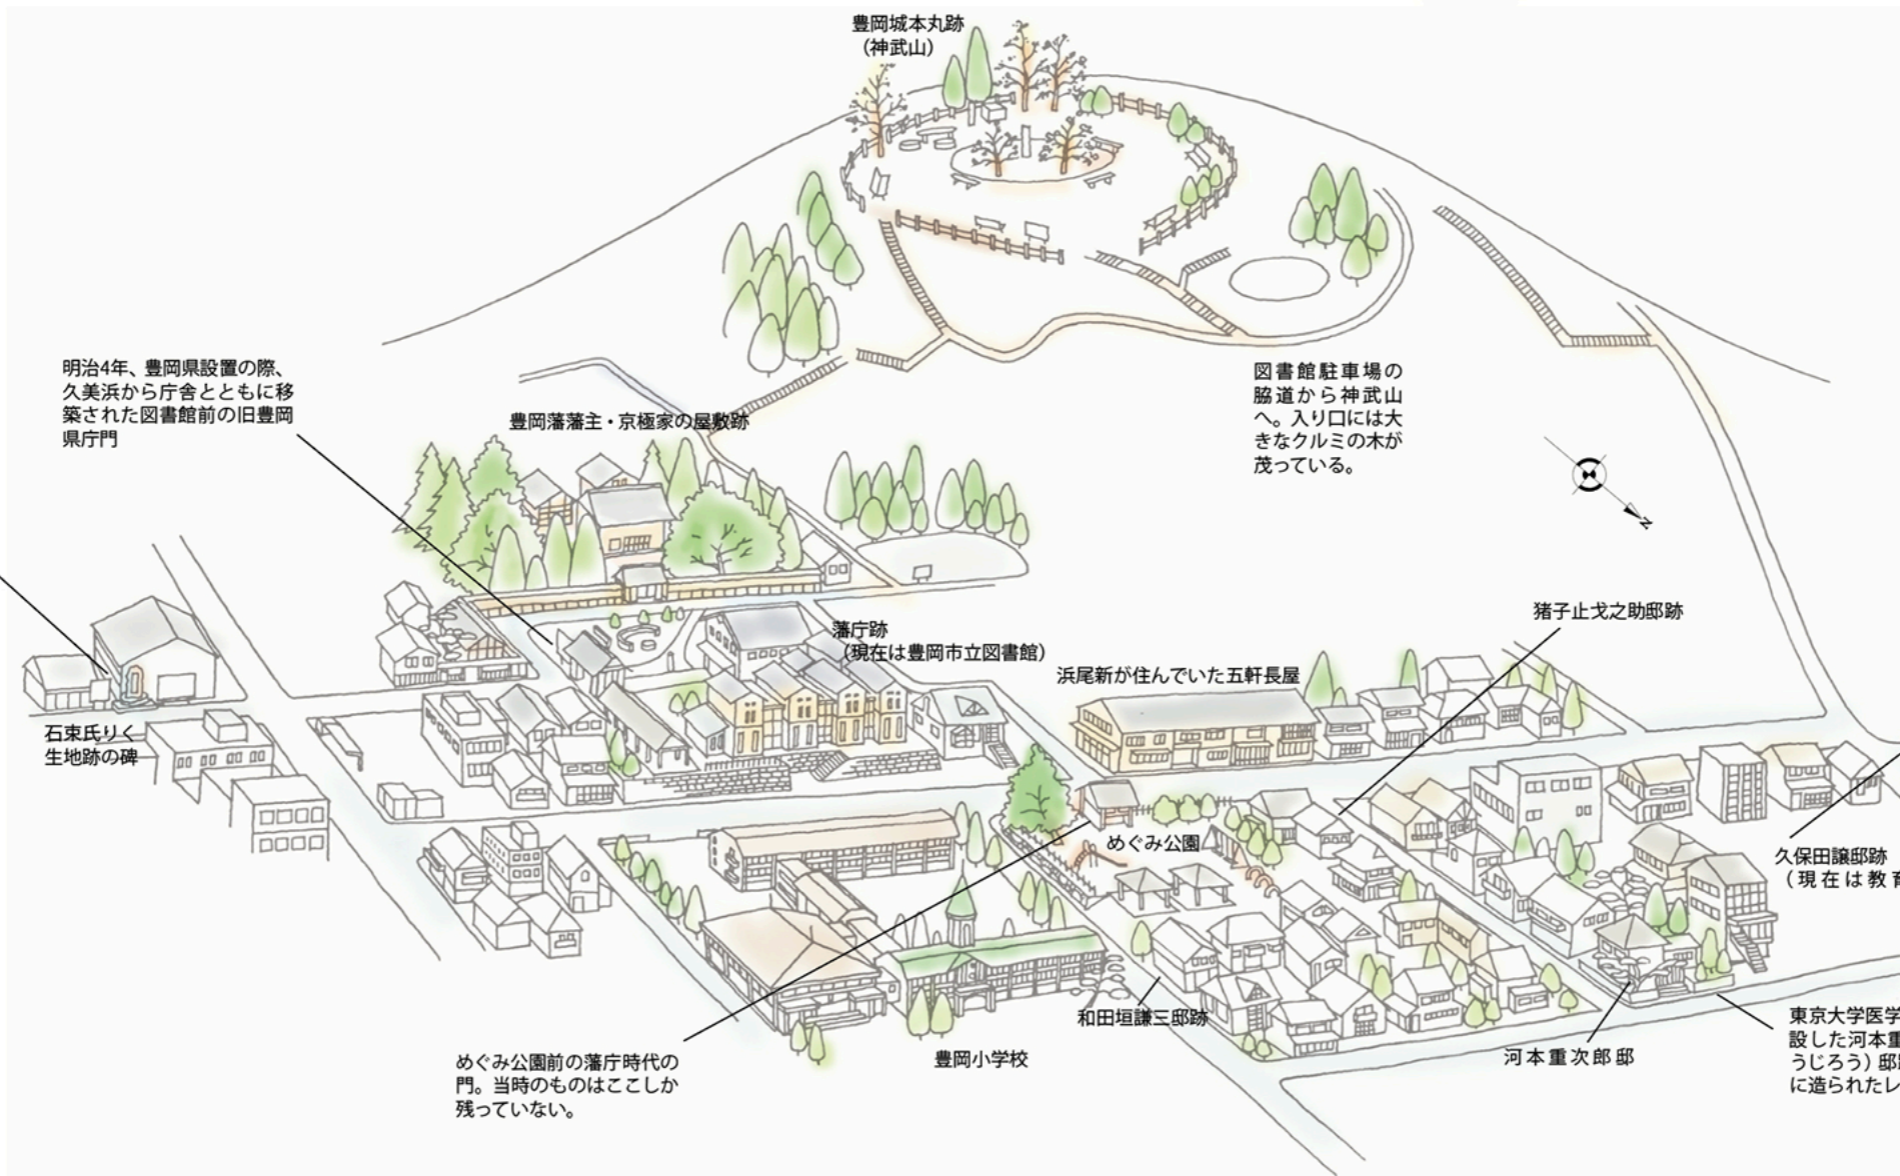 豊岡城本丸跡
（神武山）
明治4年、豊岡県設置の際、
久美浜から庁舎とともに移
築された図書館前の旧豊岡
県庁門
豊岡藩藩主・京極家の屋敷跡
図書館駐車場の
脇道から神武山
へ。入り口には大
きなクルミの木が
茂っている。
N
猪子止戈之助邸跡
藩庁跡
（現在は豊岡市立図書館）
浜尾新が住んでいた五軒長屋
石束氏りく
生地跡の碑
めぐみ公園
久保田譲邸跡
（現在は教育
和田垣謙三邸跡
豊岡小学校
河本重次郎邸
めぐみ公園前の藩庁時代の
門。当時のものはここしか
残っていない。
東京大学医学
設した河本重
うじろう）邸
に造られたレ